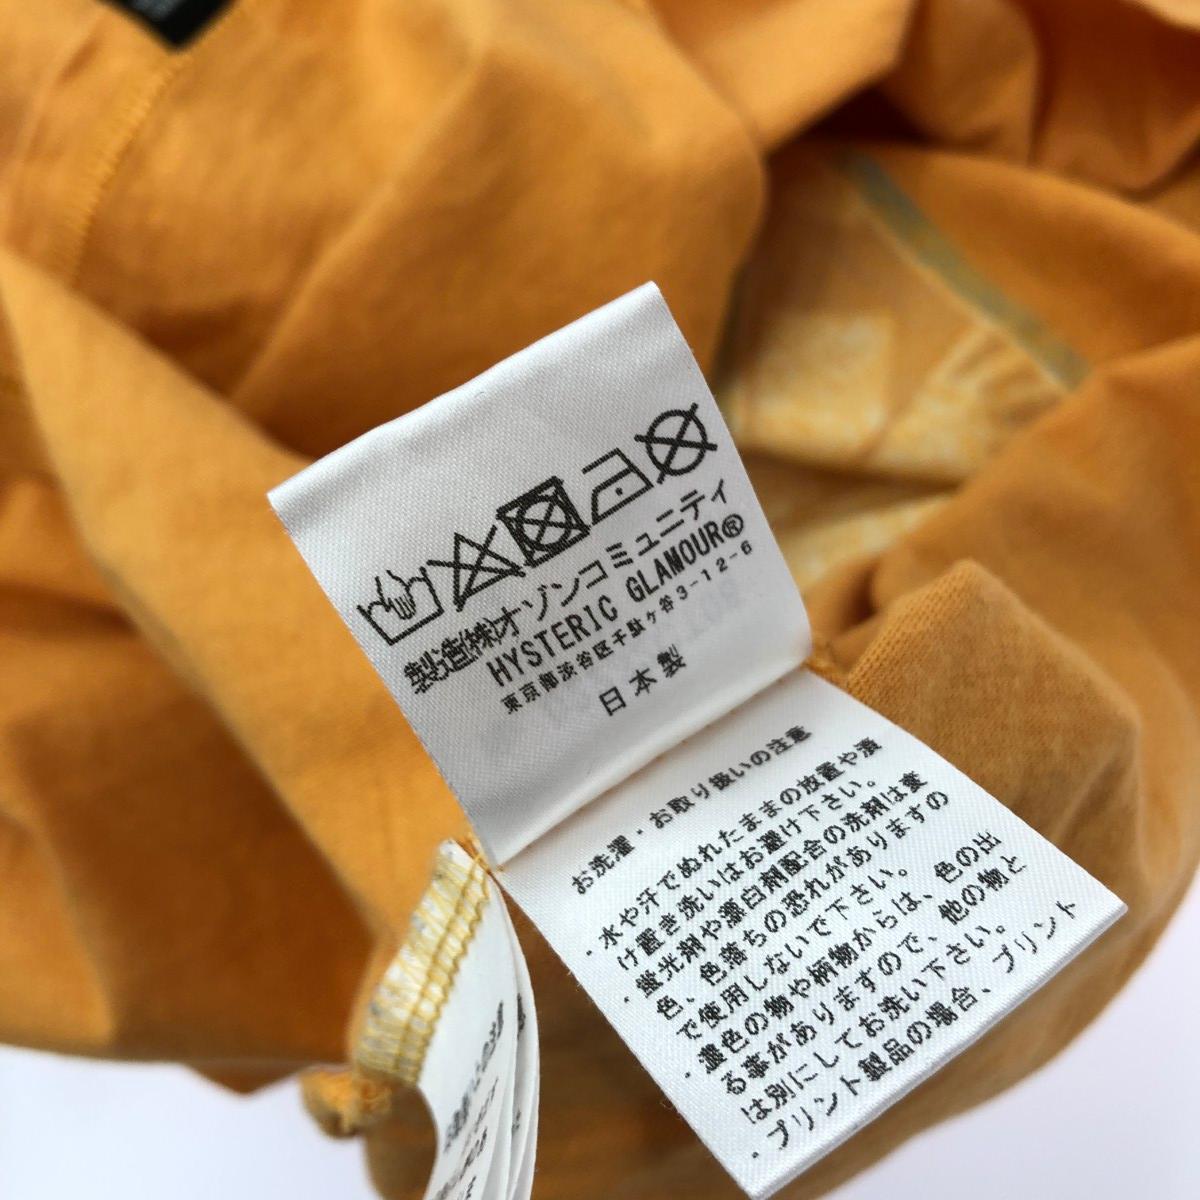 製造(株)オゾンコミュニティ
HYSTERIC GLAMOUR®
東京都渋谷区千駄ヶ谷3-12-6
日本製
お洗濯・お取り扱いの注意
・水や汗でぬれたままの放置や漬
け置き洗いはお避け下さい。
・蛍光剤や漂白剤配合の洗剤は変
色、色落ちの恐れがありますの
で使用しないで下さい。
・濃色の物や柄物からは、色の出
る事がありますので、他の物と
は別にしてお洗い下さい。
・プリント製品の場合、プリント